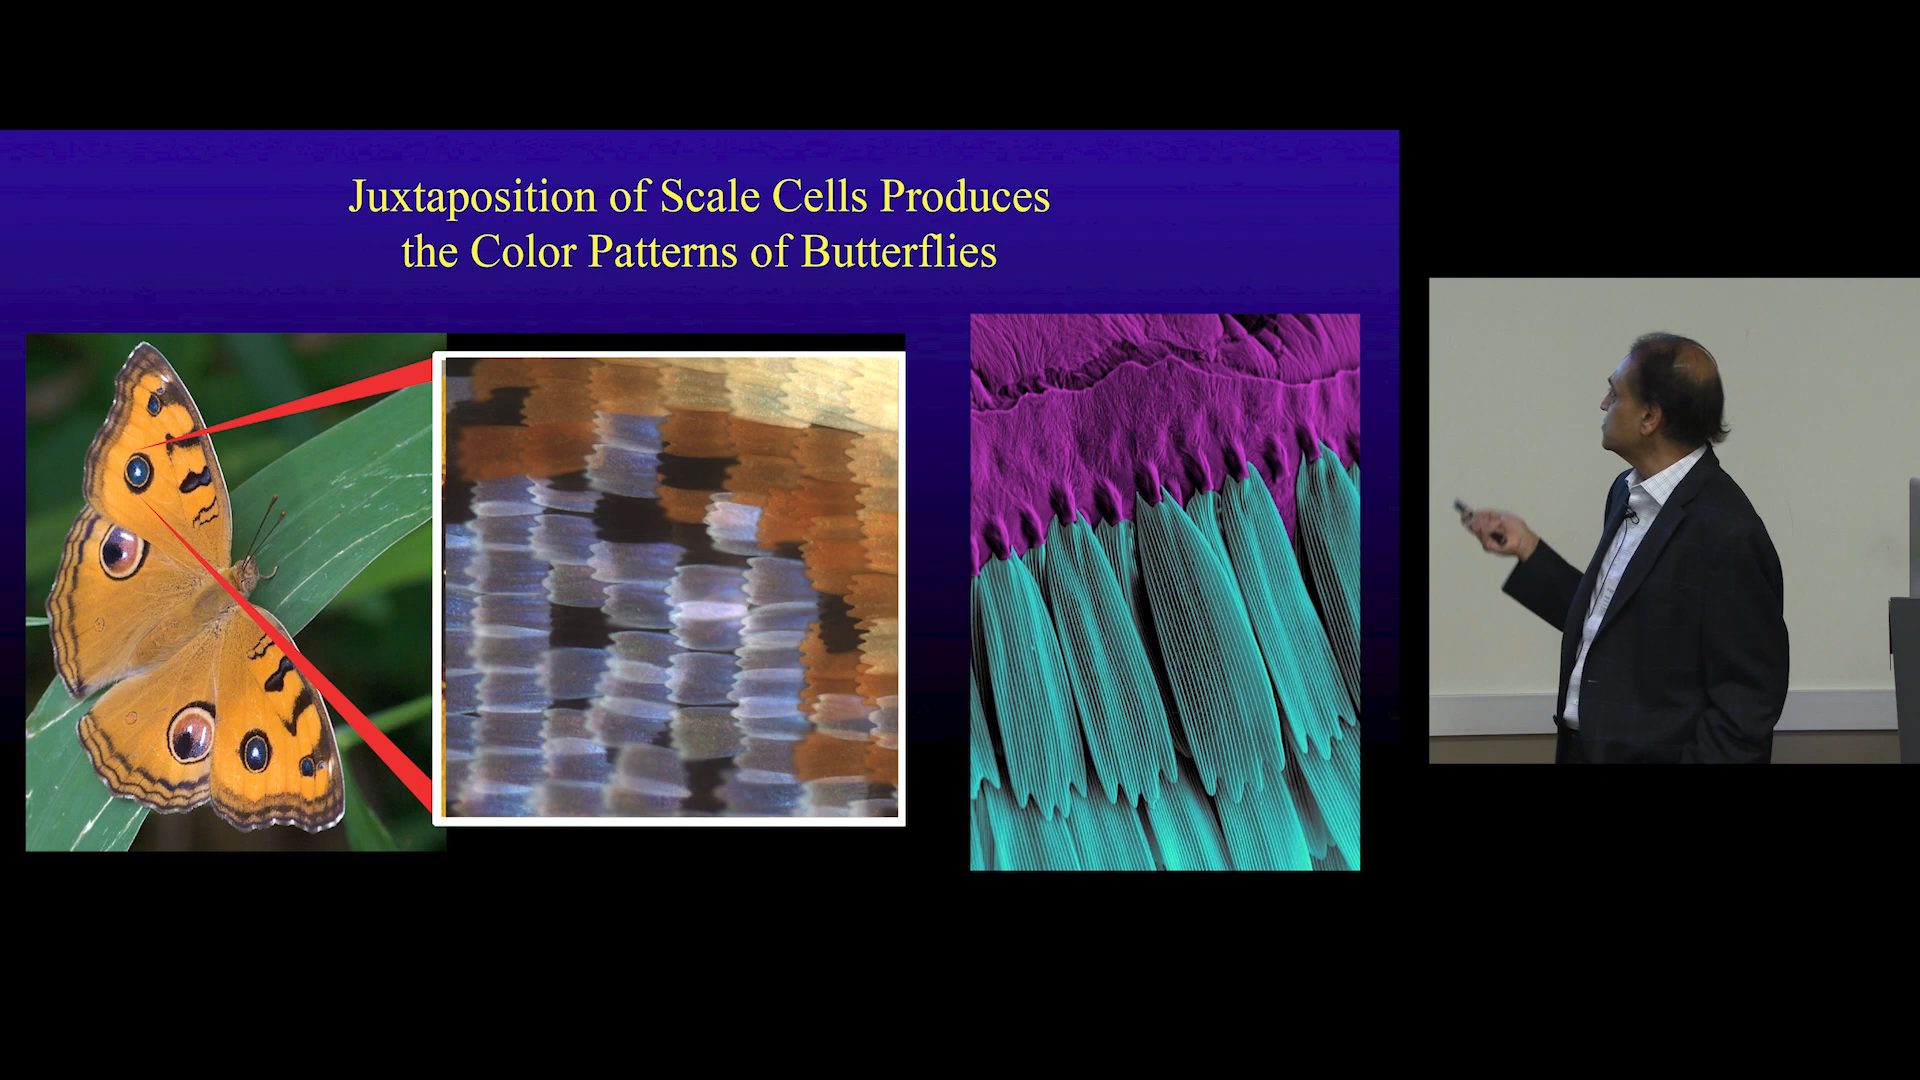 Juxtaposition of Scale Cells Produces
the Color Patterns of Butterflies